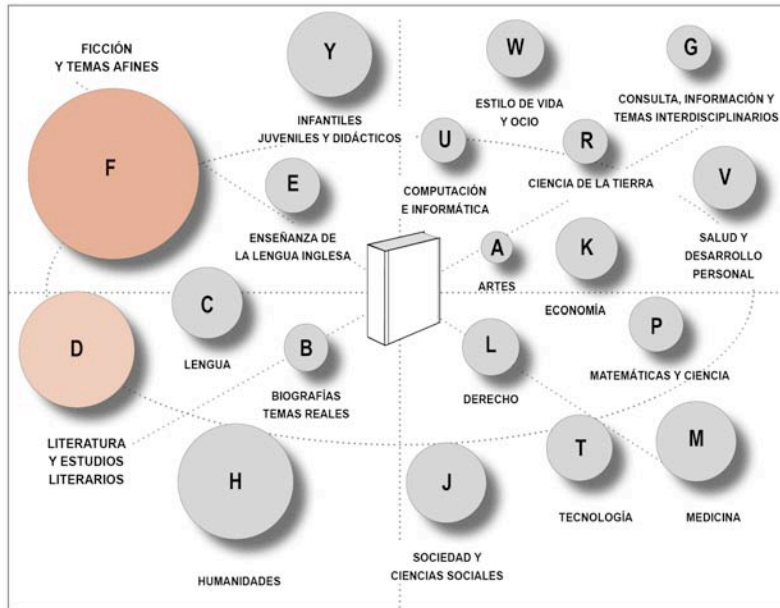 FICCIÓN
Y TEMAS AFINES
F
Y
INFANTILES
JUVENILES Y DIDÁCTICOS
W
ESTILO DE VIDA
Y OCIO
G
CONSULTA, INFORMACIÓN Y
TEMAS INTERDISCIPLINARIOS
E
ENSEÑANZA DE
LA LENGUA INGLESA
U
COMPUTACIÓN
E INFORMÁTICA
R
CIENCIA DE LA TIERRA
V
SALUD Y
DESARROLLO
PERSONAL
A
ARTES
K
ECONOMÍA
C
LENGUA
D
LITERATURA
Y ESTUDIOS
LITERARIOS
B
BIOGRAFÍAS
TEMAS REALES
L
DERECHO
P
MATEMÁTICAS Y CIENCIA
H
HUMANIDADES
J
SOCIEDAD Y
CIENCIAS SOCIALES
T
TECNOLOGÍA
M
MEDICINA